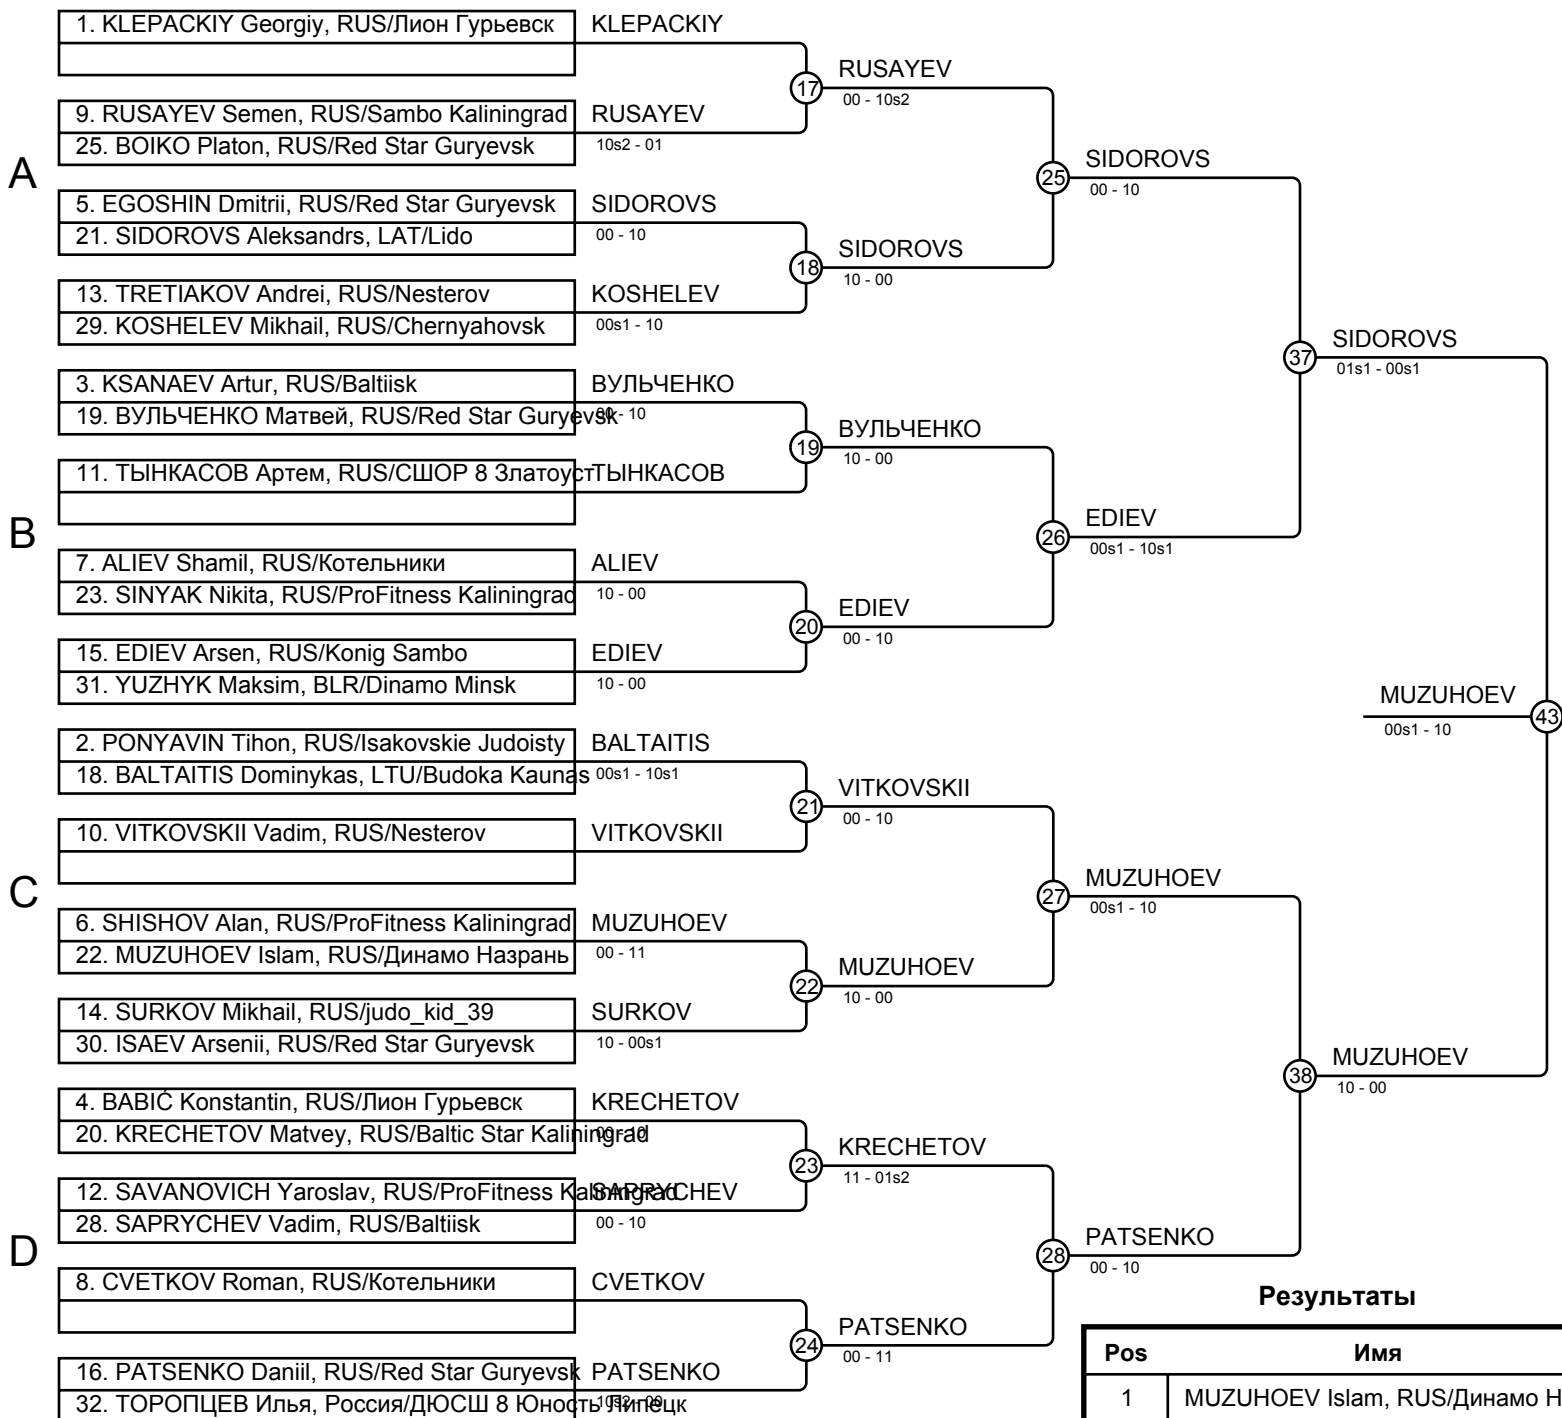 1. KLEPACKIY Georgiy, RUS/Лион Гурьевск
KLEPACKIY
17
RUSAYEV
00 - 10s2
9. RUSAYEV Semen, RUS/Sambo Kaliningrad
25. BOIKO Platon, RUS/Red Star Guryevsk
RUSAYEV
10s2 - 01
A
25
SIDOROVS
00 - 10
5. EGOSHIN Dmitrii, RUS/Red Star Guryevsk
21. SIDOROVS Aleksandrs, LAT/Lido
SIDOROVS
00 - 10
18
SIDOROVS
10 - 00
13. TRETIAKOV Andrei, RUS/Nesterov
29. KOSHELEV Mikhail, RUS/Chernyahovsk
KOSHELEV
00s1 - 10
37
SIDOROVS
01s1 - 00s1
3. KSANAEV Artur, RUS/Baltiisk
19. ВУЛЬЧЕНКО Матвей, RUS/Red Star Guryevsk
ВУЛЬЧЕНКО
00 - 10
19
ВУЛЬЧЕНКО
10 - 00
11. ТЫНКАСОВ Артем, RUS/СШОР 8 Златоуст
ТЫНКАСОВ
B
26
EDIEV
00s1 - 10s1
7. ALIEV Shamil, RUS/Котельники
23. SINYAK Nikita, RUS/ProFitness Kaliningrad
ALIEV
10 - 00
20
EDIEV
00 - 10
15. EDIEV Arsen, RUS/Konig Sambo
31. YUZHYK Maksim, BLR/Dinamo Minsk
EDIEV
10 - 00
MUZUHOEV
00s1 - 10
43
2. PONYAVIN Tihon, RUS/Isakovskie Judoisty
18. BALTAITIS Dominykas, LTU/Budoka Kaunas
BALTAITIS
00s1 - 10s1
21
VITKOVSKII
00 - 10
10. VITKOVSKII Vadim, RUS/Nesterov
VITKOVSKII
C
27
MUZUHOEV
00s1 - 10
6. SHISHOV Alan, RUS/ProFitness Kaliningrad
22. MUZUHOEV Islam, RUS/Динамо Назрань
MUZUHOEV
00 - 11
22
MUZUHOEV
10 - 00
14. SURKOV Mikhail, RUS/judo_kid_39
30. ISAEV Arsenii, RUS/Red Star Guryevsk
SURKOV
10 - 00s1
38
MUZUHOEV
10 - 00
4. BABIĆ Konstantin, RUS/Лион Гурьевск
20. KRECHETOV Matvey, RUS/Baltic Star Kaliningrad
KRECHETOV
00 - 10
23
KRECHETOV
11 - 01s2
12. SAVANOVICH Yaroslav, RUS/ProFitness Kaliningrad
28. SAPRYCHEV Vadim, RUS/Baltiisk
SAPRYCHEV
00 - 10
D
28
PATSENKO
00 - 10
8. CVETKOV Roman, RUS/Котельники
CVETKOV
24
PATSENKO
00 - 11
16. PATSENKO Daniil, RUS/Red Star Guryevsk
32. ТОРОПЦЕВ Илья, Россия/ДЮСШ 8 Юность Липецк
PATSENKO
10s2 - 00
Результаты
Pos Имя
1 MUZUHOEV Islam, RUS/Динамо Н